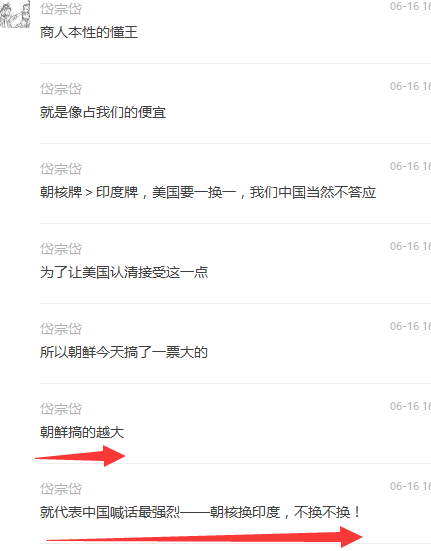 岱宗岱
06-16 16
商人本性的懂王
岱宗岱
06-16 16
就是像占我们的便宜
岱宗岱
06-16 16
朝核牌＞印度牌，美国要一换一，我们中国当然不答应
岱宗岱
06-16 16
为了让美国认清接受这一点
岱宗岱
06-16 16
所以朝鲜今天搞了一票大的
岱宗岱
06-16 16
朝鲜搞的越大
岱宗岱
06-16 16
就代表中国喊话最强烈——朝核换印度，不换不换！